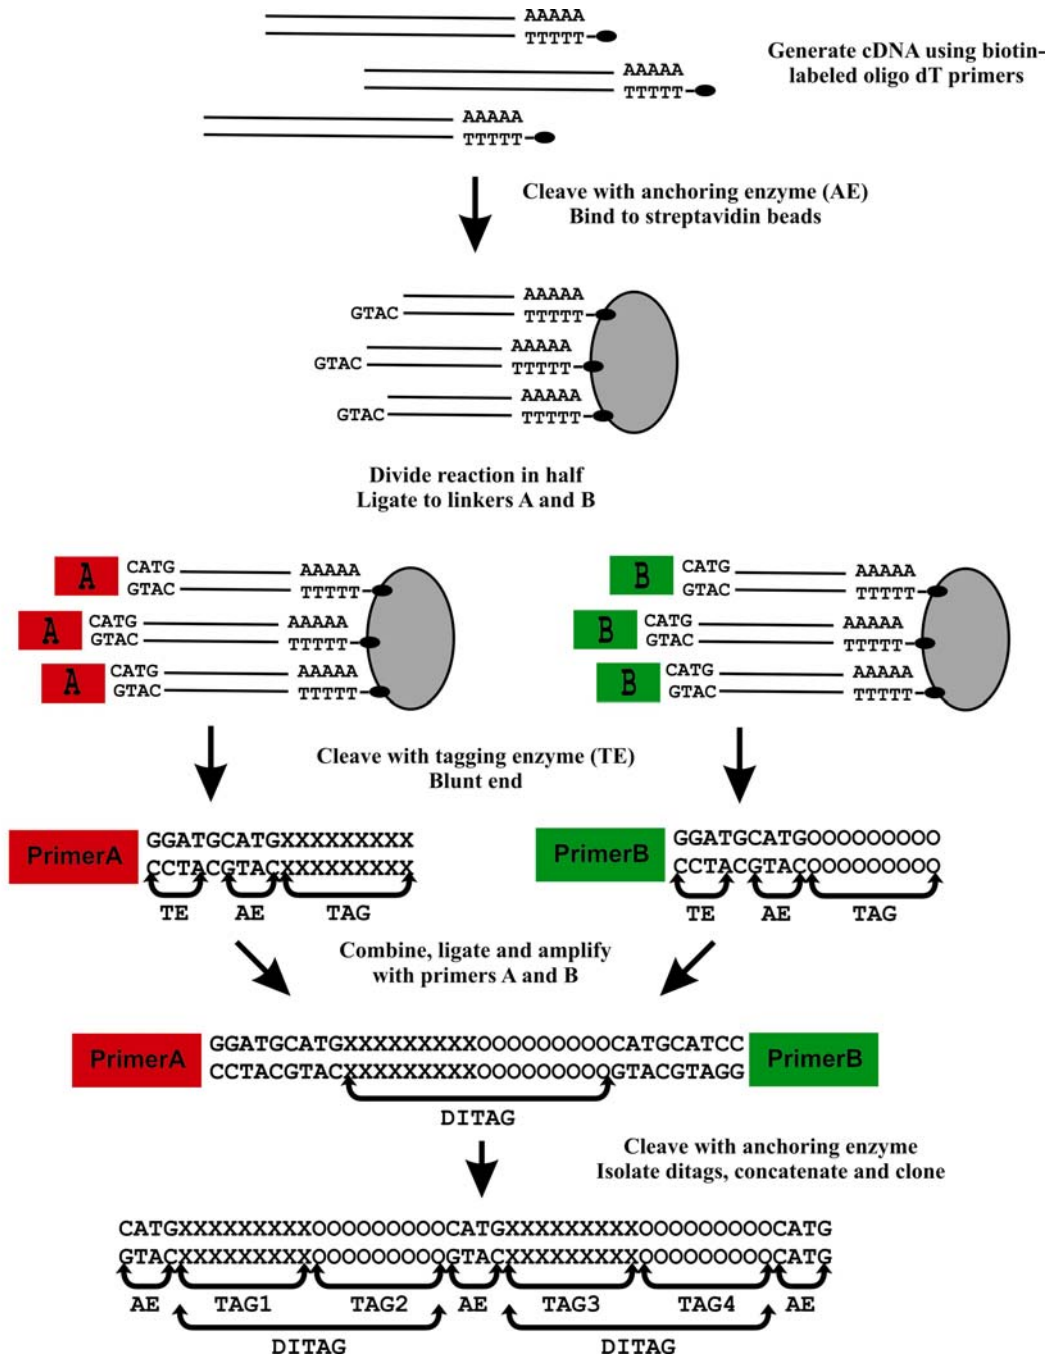 AAAAA
TTTTT
Generate cDNA using biotin-
labeled oligo dT primers
AAAAA
TTTTT
AAAAA
TTTTT
Cleave with anchoring enzyme (AE)
Bind to streptavidin beads
AAAAA
GTAC TTTTT
AAAAA
GTAC TTTTT
AAAAA
GTAC TTTTT
Divide reaction in half
Ligate to linkers A and B
A CATG AAAAA
GTAC TTTTT
A CATG AAAAA
GTAC TTTTT
A CATG AAAAA
GTAC TTTTT
B CATG AAAAA
GTAC TTTTT
B CATG AAAAA
GTAC TTTTT
B CATG AAAAA
GTAC TTTTT
Cleave with tagging enzyme (TE)
Blunt end
PrimerA
GGATGCATGXXXXXXXXX
CCTACGTACXXXXXXXXX
TE AE TAG
PrimerB
GGATGCATGOOOOOOOOO
CCTACGTACOOOOOOOOO
TE AE TAG
Combine, ligate and amplify
with primers A and B
PrimerA
GGATGCATGXXXXXXXXXOOOOOOOOOCATGCATCC
CCTACGTACXXXXXXXXXOOOOOOOOOGTACGTAGG
PrimerB
DITAG
Cleave with anchoring enzyme
Isolate ditags, concatenate and clone
CATGXXXXXXXXXOOOOOOOOOCATGXXXXXXXXXOOOOOOOOOCATG
GTACXXXXXXXXXOOOOOOOOOGTACXXXXXXXXXOOOOOOOOOCATG
AE TAG1 TAG2 AE TAG3 TAG4 AE
DITAG DITAG